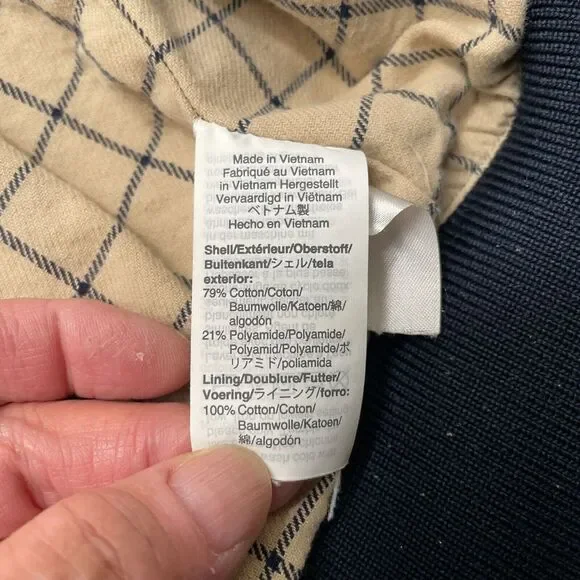 Made in Vietnam
Fabriqué au Vietnam
in Vietnam Hergestellt
Vervaardigd in Viëtnam
ベトナム製
Hecho en Vietnam
Shell/Extérieur/Oberstoff/
Buitenkant/シェル/tela
exterior:
79% Cotton/Coton/
Baumwolle/Katoen/綿/
algodón
21% Polyamide/Polyamide/
Polyamid/Polyamide/ポ
リアミド/poliamida
Lining/Doublure/Futter/
Voering/ライニング/forro:
100% Cotton/Coton/
Baumwolle/Katoen/
綿/algodón